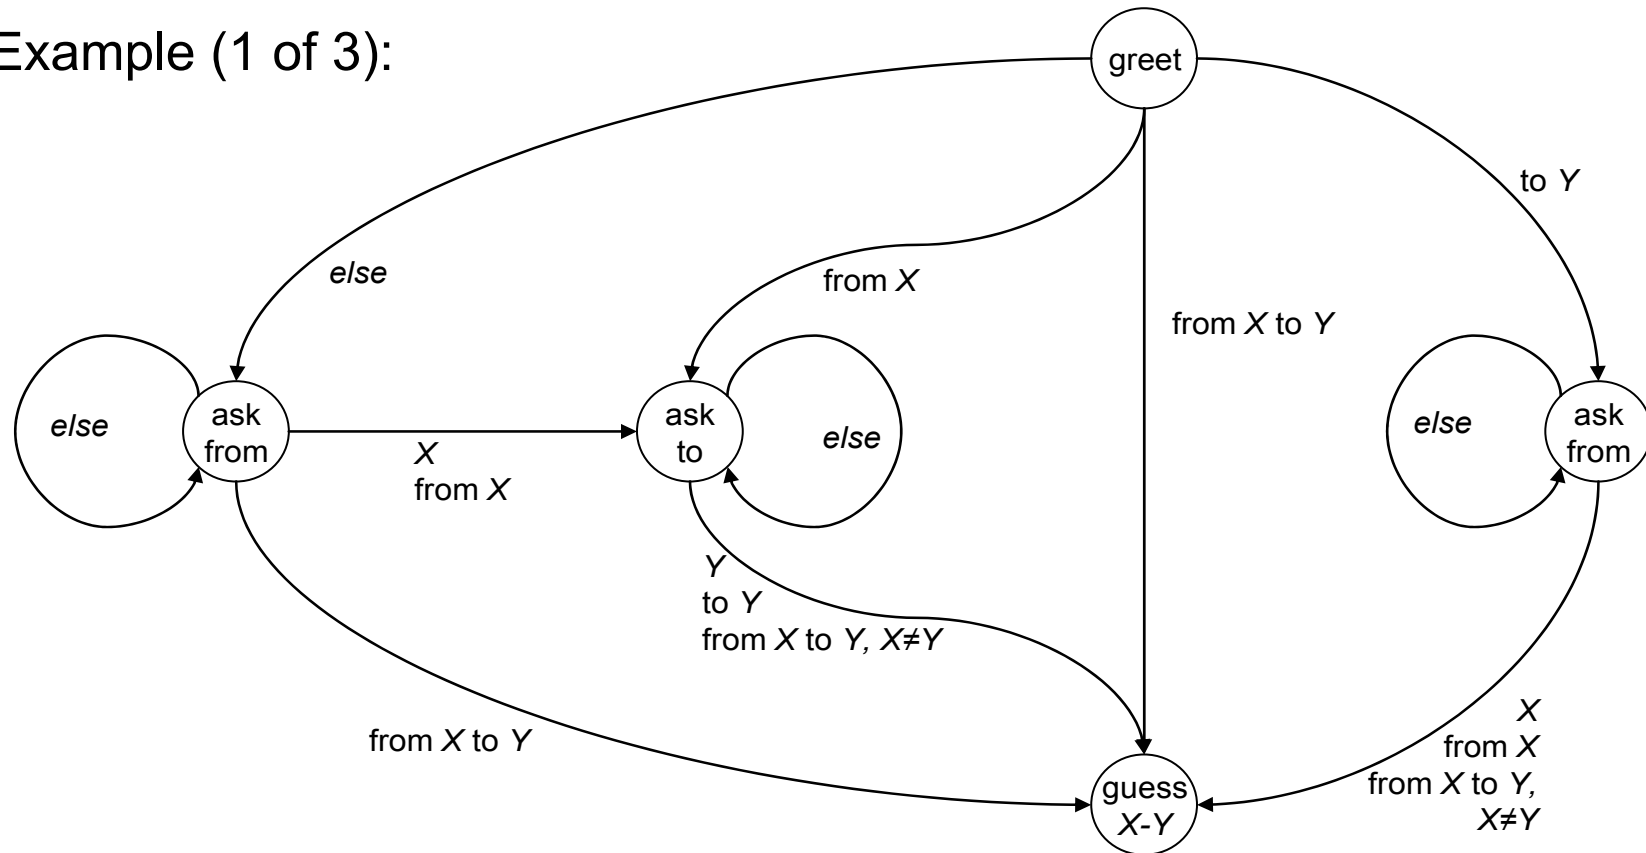 Example (1 of 3):
greet
to Y
else
from X
from X to Y
else
ask
from
X
from X
ask
to
else
else
ask
from
Y
to Y
from X to Y, X≠Y
from X to Y
X
from X
from X to Y,
X≠Y
guess
X-Y